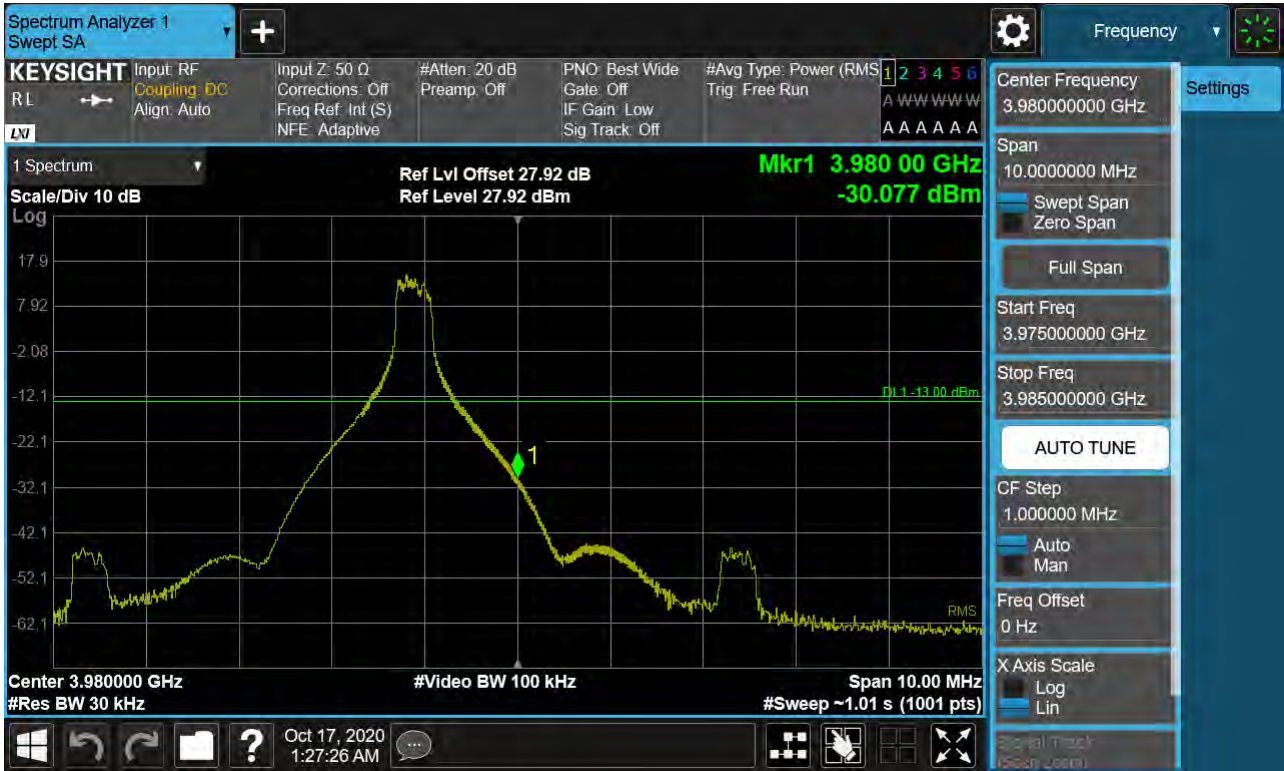 Spectrum Analyzer 1
Swept SA
Frequency
KEYSIGHT
RL
LXI
Input: RF
Coupling: DC
Align: Auto
Input Z: 50 Ω
Corrections: Off
Freq Ref: Int (S)
NFE: Adaptive
#Atten: 20 dB
Preamp: Off
PNO: Best Wide
Gate: Off
IF Gain: Low
Sig Track: Off
#Avg Type: Power (RMS
Trig: Free Run
1 2 3 4 5 6
A W W W W W
A A A A A A
1 Spectrum
Scale/Div 10 dB
Log
Ref Lvl Offset 27.92 dB
Ref Level 27.92 dBm
Mkr1 3.980 00 GHz
-30.077 dBm
17.9
7.92
-2.08
-12.1
-22.1
-32.1
-42.1
-52.1
-62.1
DL1 -13.00 dBm
1
RMS
Center 3.980000 GHz
#Res BW 30 kHz
#Video BW 100 kHz
Span 10.00 MHz
#Sweep ~1.01 s (1001 pts)
Center Frequency
3.980000000 GHz
Settings
Span
10.0000000 MHz
Swept Span
Zero Span
Full Span
Start Freq
3.975000000 GHz
Stop Freq
3.985000000 GHz
AUTO TUNE
CF Step
1.000000 MHz
Auto
Man
Freq Offset
0 Hz
X Axis Scale
Log
Lin
Signal Track
(Span Zoom)
?
Oct 17, 2020
1:27:26 AM